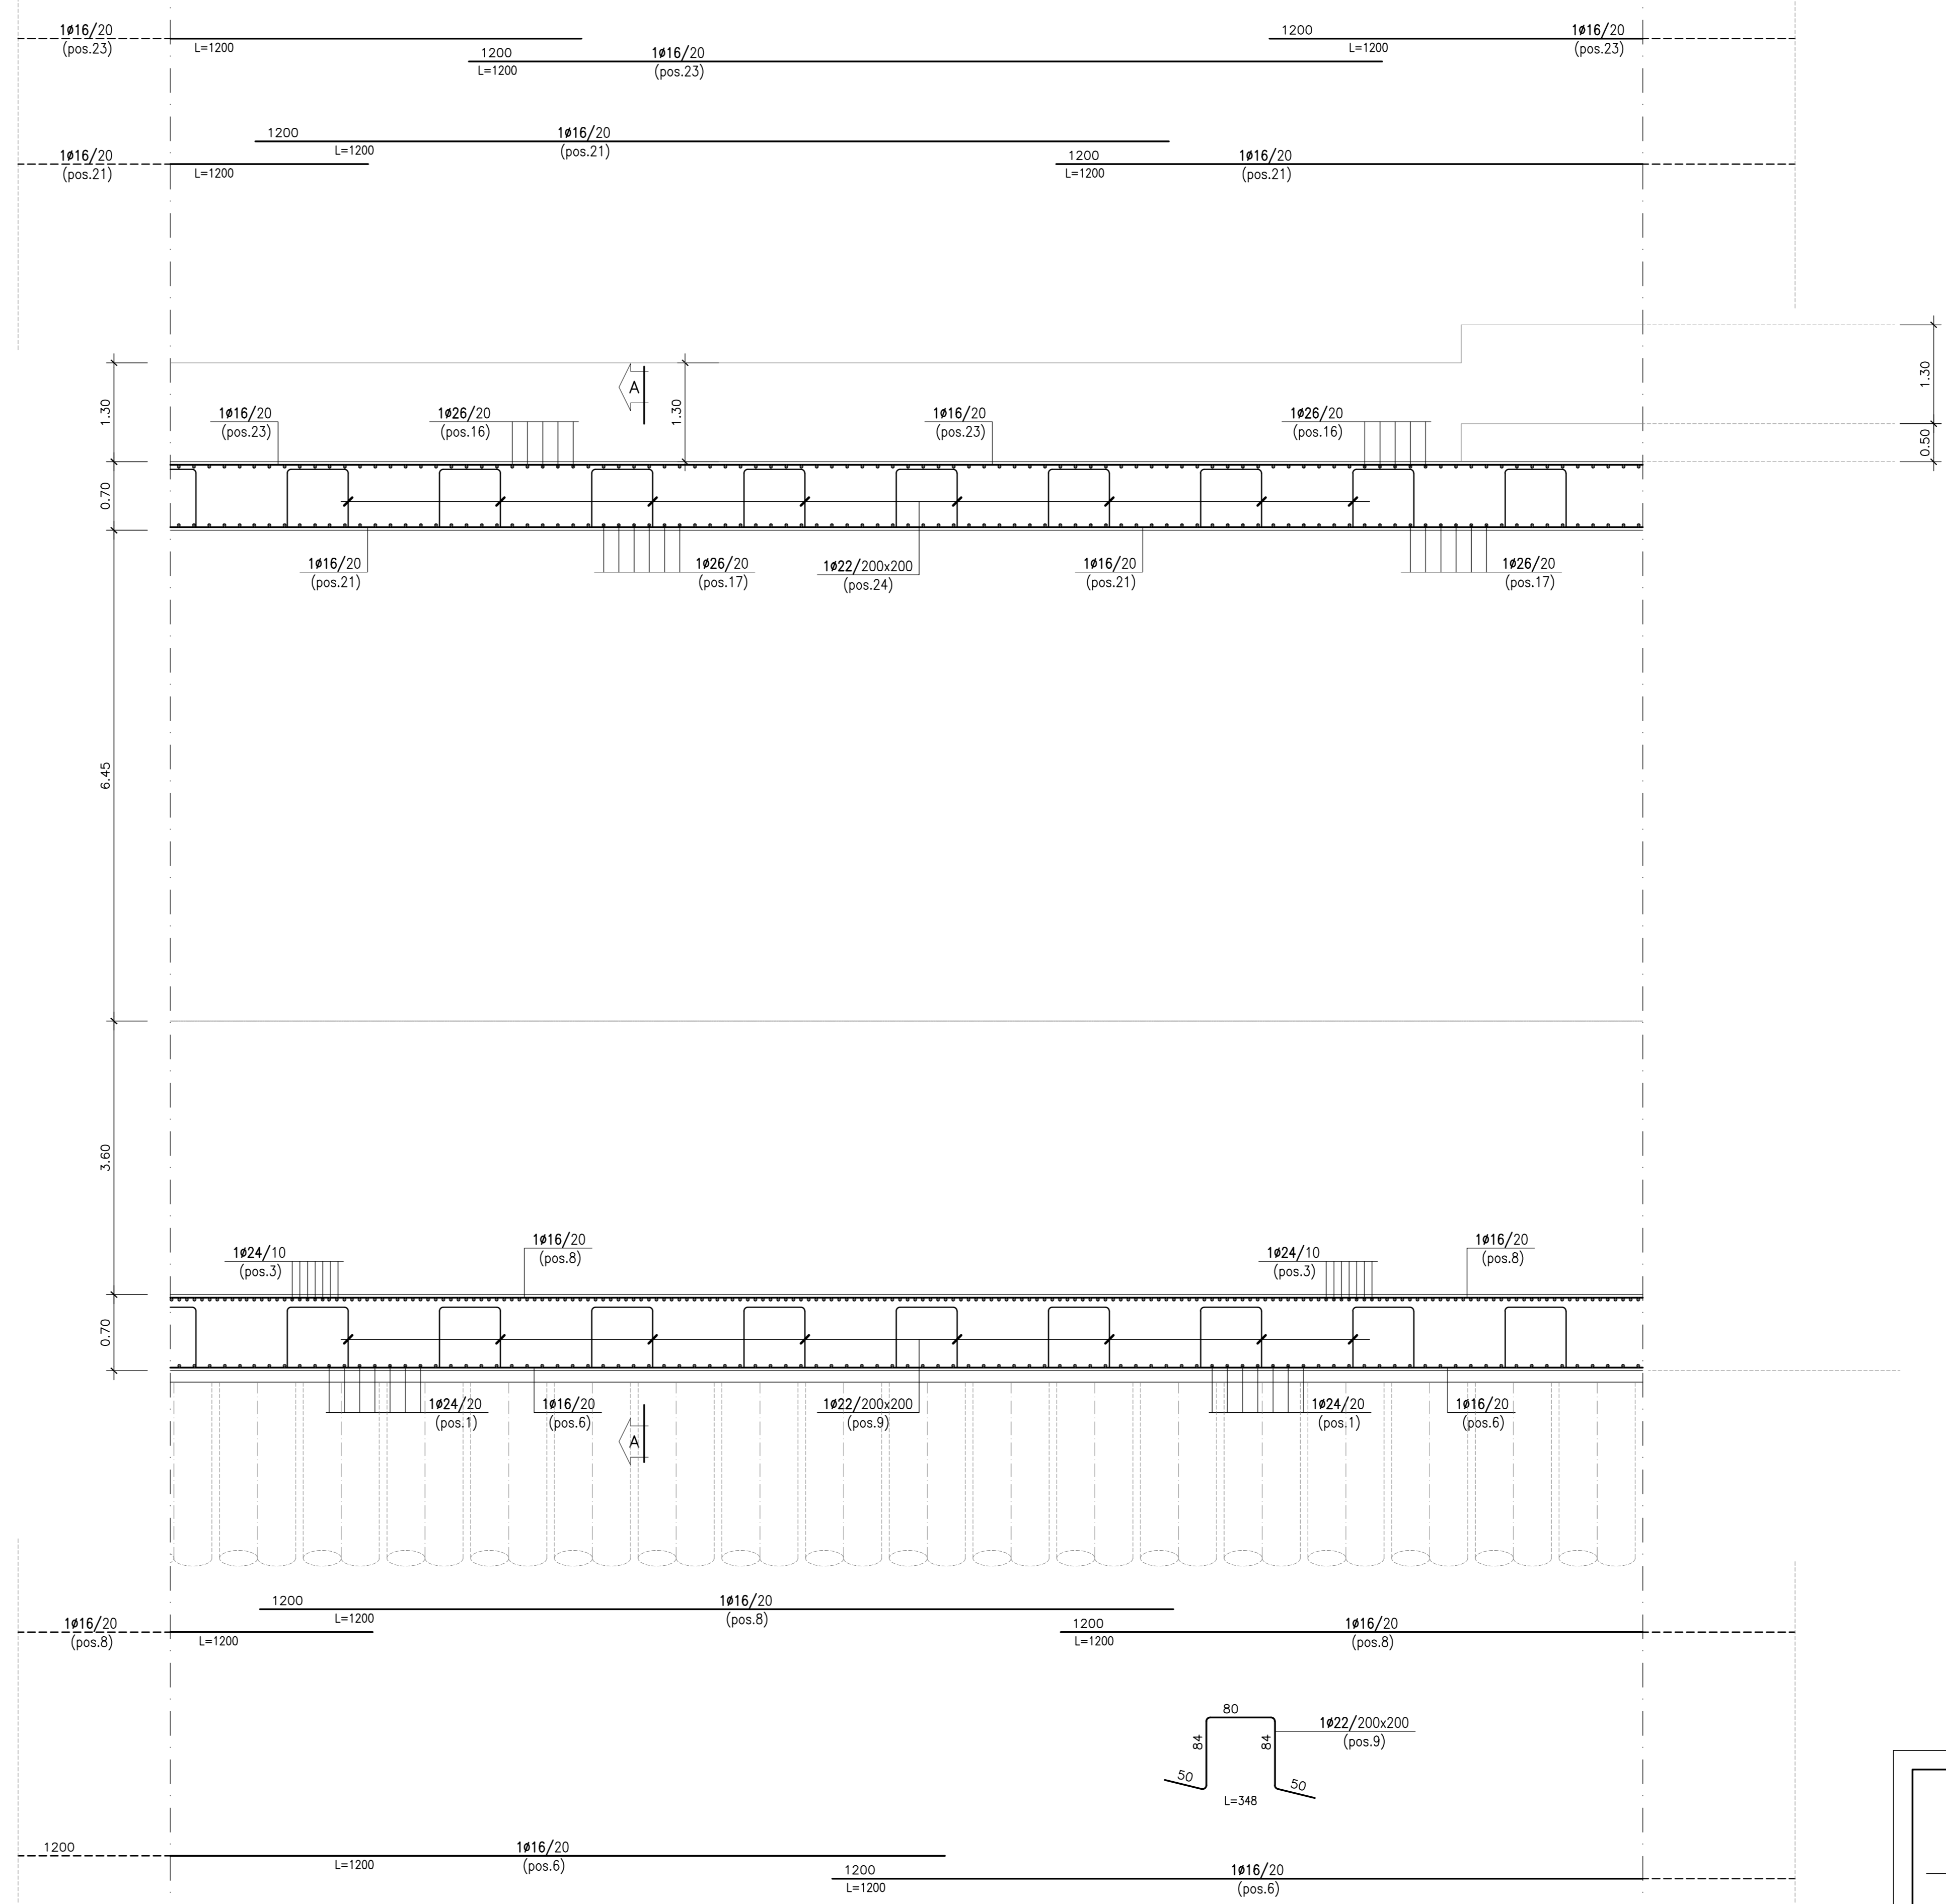 1ø16/20
(pos.23)
L=1200
1200
L=1200
1ø16/20
(pos.23)
1200
L=1200
1ø16/20
(pos.23)
1200
L=1200
1ø16/20
(pos.21)
1ø16/20
(pos.21)
L=1200
1200
L=1200
1ø16/20
(pos.21)
1.30
A
1.30
1.30
0.50
1ø16/20
(pos.23)
1ø26/20
(pos.16)
1ø16/20
(pos.23)
1ø26/20
(pos.16)
0.70
1ø16/20
(pos.21)
1ø26/20
(pos.17)
1ø22/200x200
(pos.24)
1ø16/20
(pos.21)
1ø26/20
(pos.17)
6.45
3.60
1ø24/10
(pos.3)
1ø16/20
(pos.8)
1ø24/10
(pos.3)
1ø16/20
(pos.8)
0.70
1ø24/20
(pos.1)
1ø16/20
(pos.6)
1ø22/200x200
(pos.9)
1ø24/20
(pos.1)
1ø16/20
(pos.6)
A
1200
L=1200
1ø16/20
(pos.8)
1ø16/20
(pos.8)
L=1200
1200
L=1200
1ø16/20
(pos.8)
80
84
84
50
50
L=348
1ø22/200x200
(pos.9)
1200
L=1200
1ø16/20
(pos.6)
1200
L=1200
1ø16/20
(pos.6)